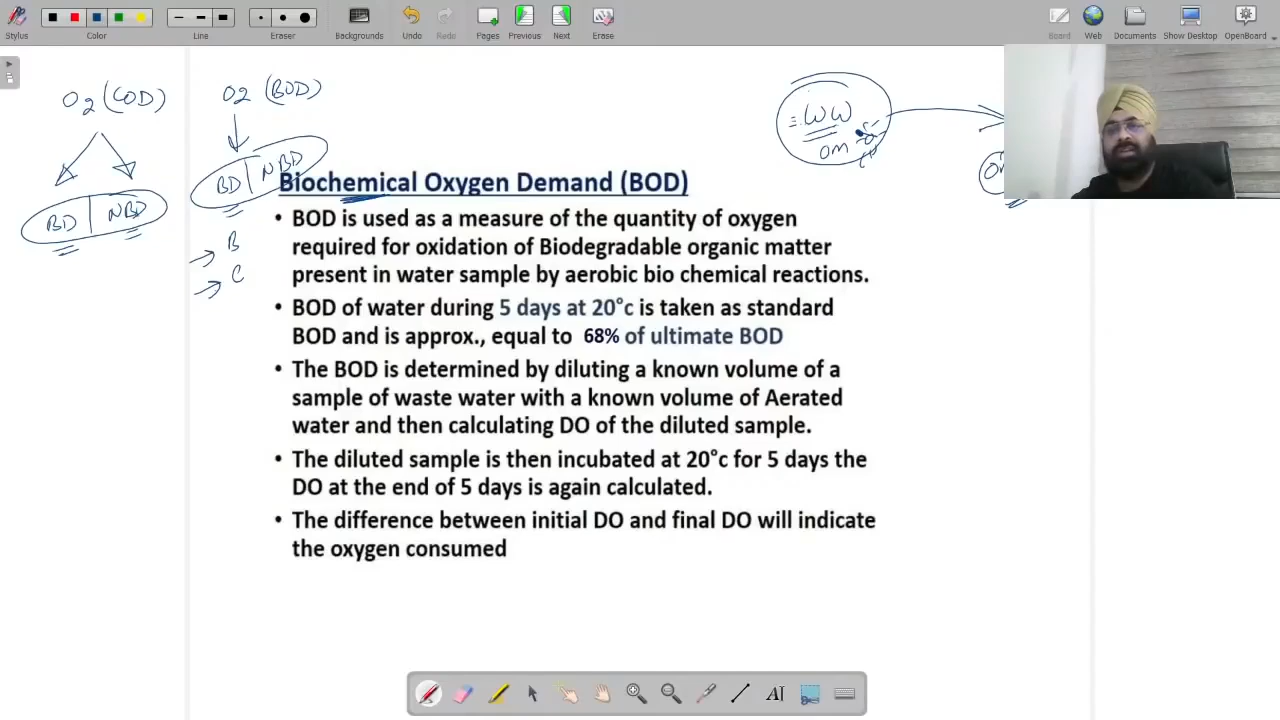 Stylus
Color
Line
Eraser
Backgrounds
Undo
Redo
Pages
Previous
Next
Erase
Board
Web
Documents
Show Desktop
OpenBoard
O2 (COD)
BD NBD
O2 (BOD)
BD NBD
→ B
→ C
WW
om
Biochemical Oxygen Demand (BOD)
• BOD is used as a measure of the quantity of oxygen
required for oxidation of Biodegradable organic matter
present in water sample by aerobic bio chemical reactions.
• BOD of water during 5 days at 20°c is taken as standard
BOD and is approx., equal to 68% of ultimate BOD
• The BOD is determined by diluting a known volume of a
sample of waste water with a known volume of Aerated
water and then calculating DO of the diluted sample.
• The diluted sample is then incubated at 20°c for 5 days the
DO at the end of 5 days is again calculated.
• The difference between initial DO and final DO will indicate
the oxygen consumed
AI